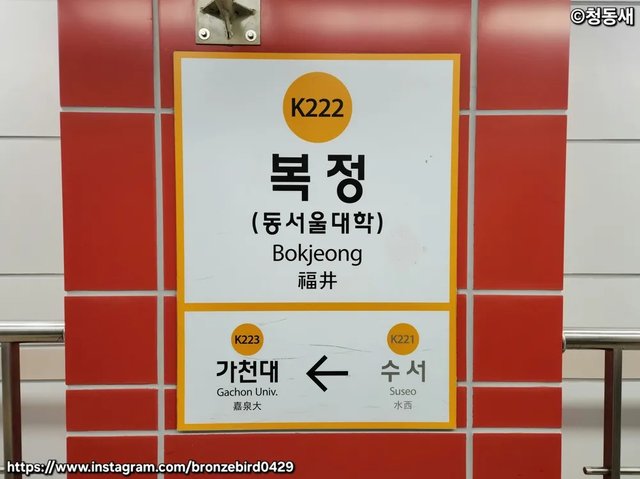 ©청동새
K222
복정
(동서울대학)
Bokjeong
福井
K223
가천대
Gachon Univ.
嘉泉大
←
K221
수서
Suseo
水西
https://www.instagram.com/bronzebird0429